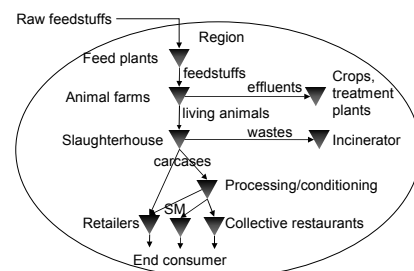 Raw feedstuffs
Region
Feed plants
feedstuffs
effluents
Crops,
treatment
plants
Animal farms
living animals
Slaughterhouse
wastes
Incinerator
carcases
Processing/conditioning
SM
Retailers
Collective restaurants
End consumer